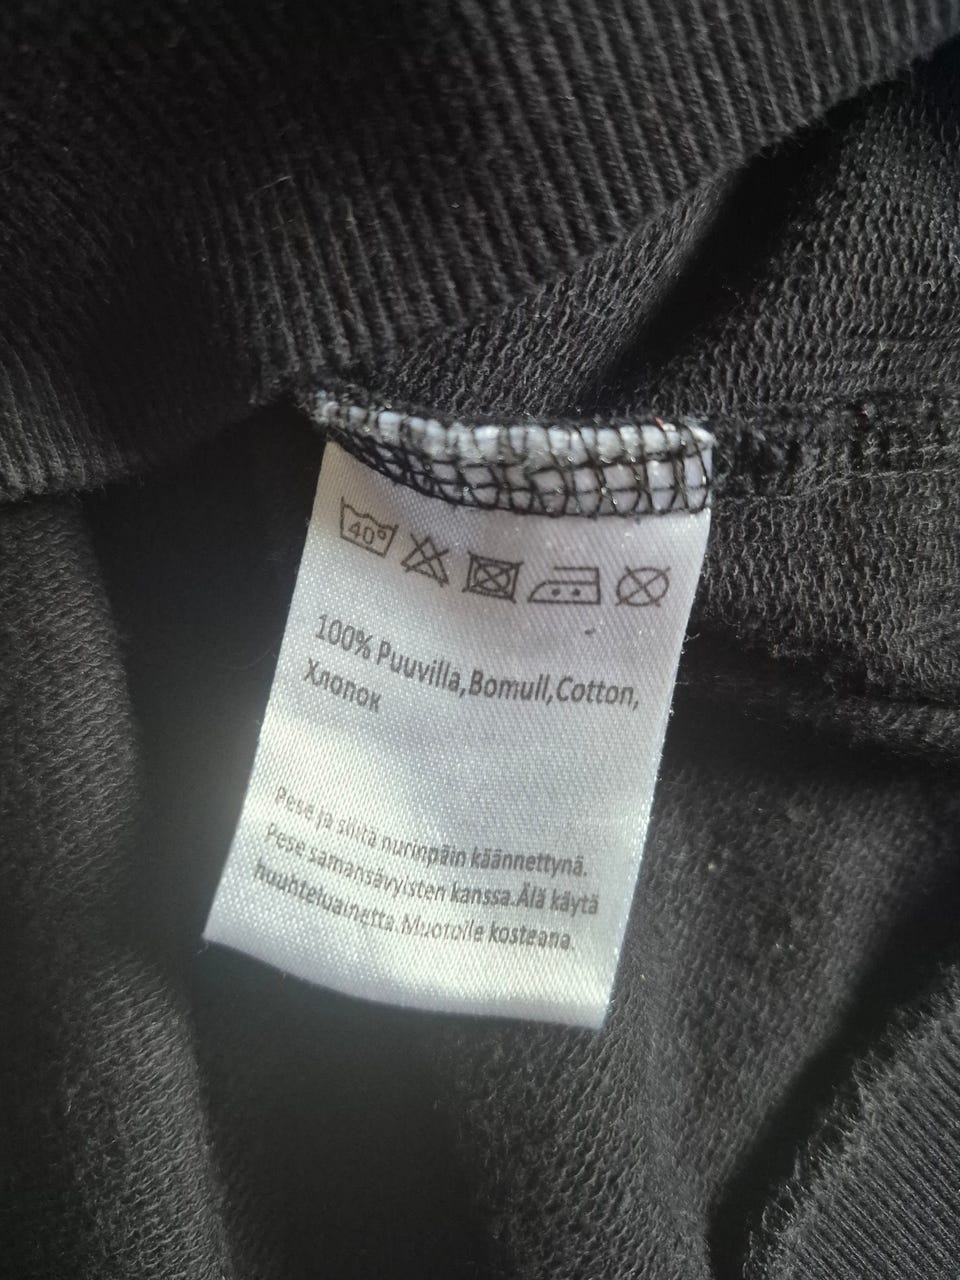 40°
100% Puuvilla,Bomull,Cotton,
Хлопок
Pese ja silitä nurinpäin käännettynä.
Pese samansävyisten kanssa.Älä käytä
huuhteluainetta.Muotoile kosteana.